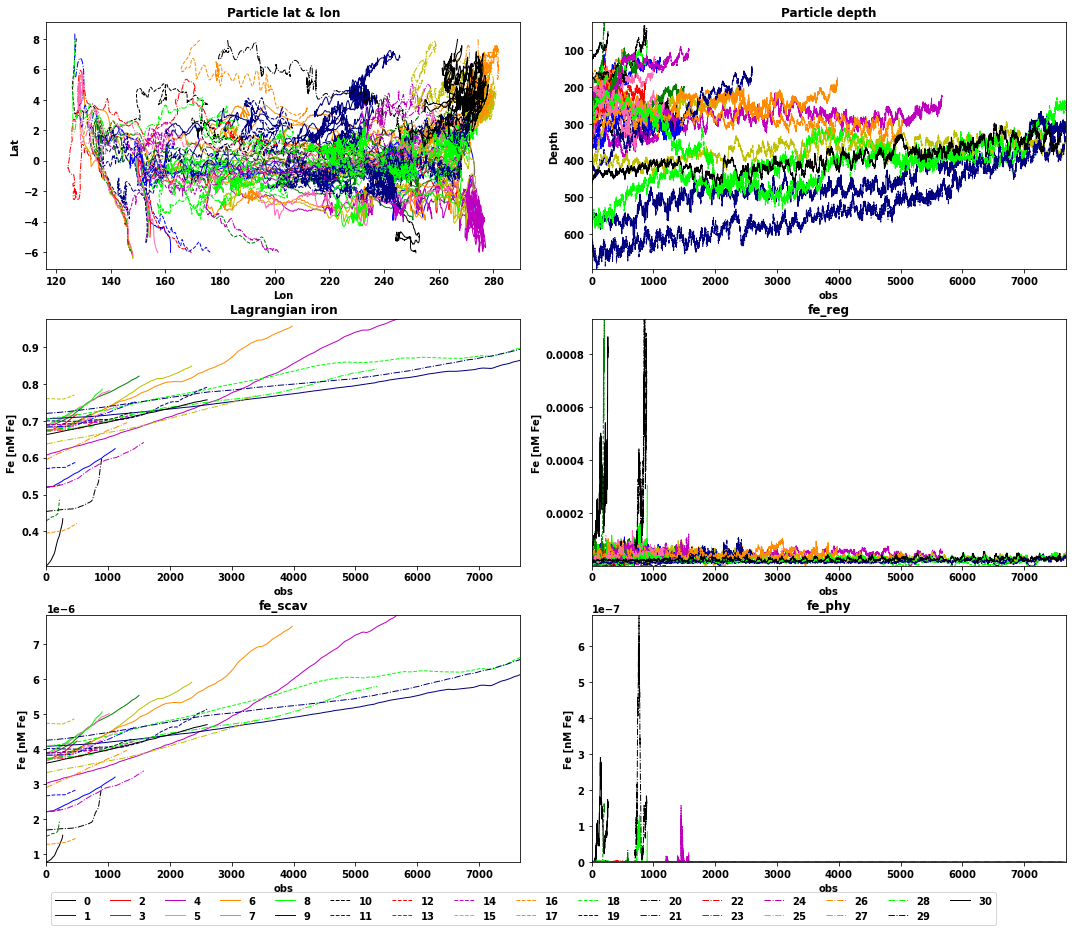 Particle lat & lon
8
6
4
2
0
−2
−4
−6
Lat
120 140 160 180 200 220 240 260 280
Lon
Particle depth
100
200
300
400
500
600
Depth
0 1000 2000 3000 4000 5000 6000 7000
obs
Lagrangian iron
0.9
0.8
0.7
0.6
0.5
0.4
Fe [nM Fe]
0 1000 2000 3000 4000 5000 6000 7000
obs
fe_reg
0.0008
0.0006
0.0004
0.0002
Fe [nM Fe]
0 1000 2000 3000 4000 5000 6000 7000
obs
fe_scav
1e−6
7
6
5
4
3
2
1
Fe [nM Fe]
0 1000 2000 3000 4000 5000 6000 7000
obs
fe_phy
1e−7
6
5
4
3
2
1
0
Fe [nM Fe]
0 1000 2000 3000 4000 5000 6000 7000
obs
0 2 4 6 8 10 12 14 16 18 20 22 24 26 28 30
1 3 5 7 9 11 13 15 17 19 21 23 25 27 29